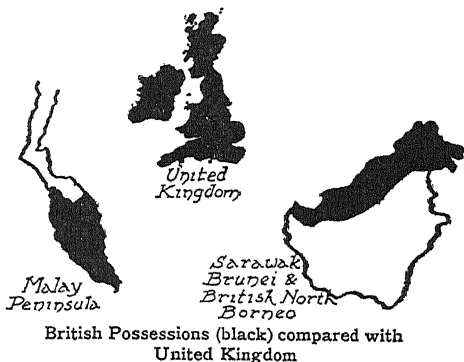 United
Kingdom
Malay
Peninsula
Sarawak
Brunei &
British North
Borneo
British Possessions (black) compared with
United Kingdom